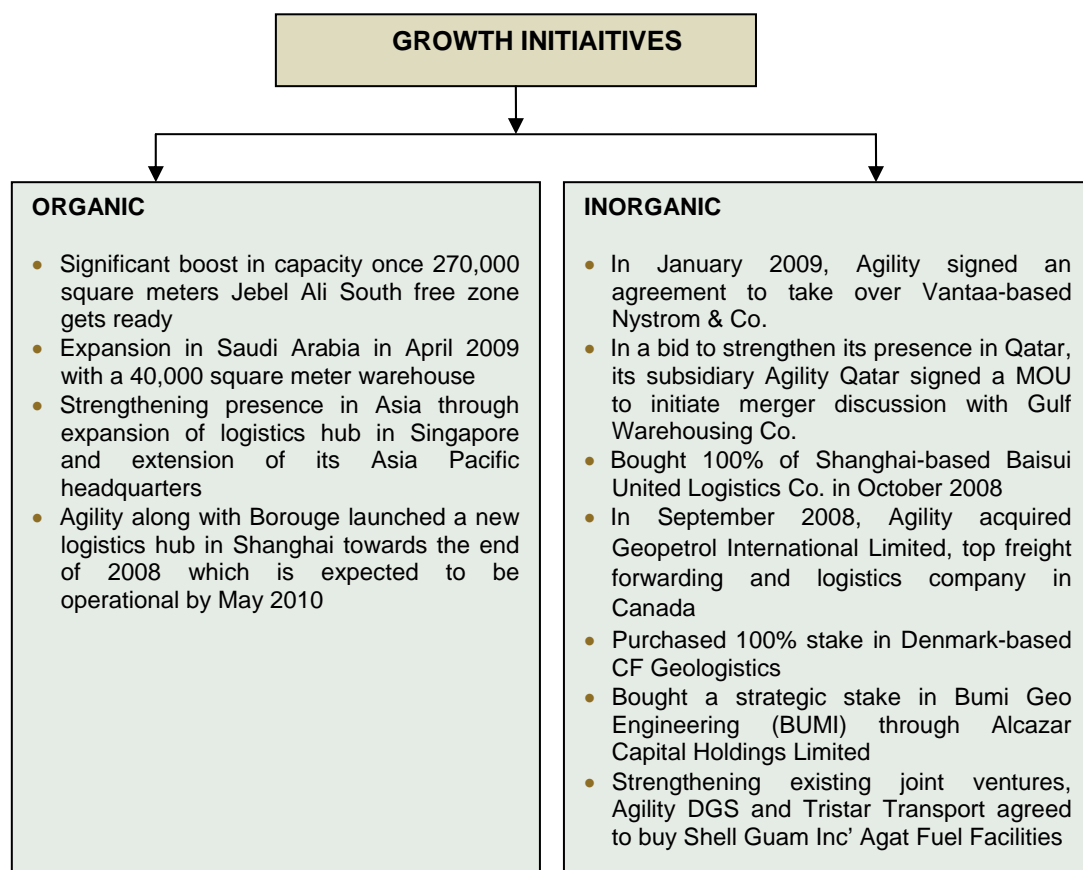 GROWTH INITIAITIVES
ORGANIC
• Significant boost in capacity once 270,000
square meters Jebel Ali South free zone
gets ready
• Expansion in Saudi Arabia in April 2009
with a 40,000 square meter warehouse
• Strengthening presence in Asia through
expansion of logistics hub in Singapore
and extension of its Asia Pacific
headquarters
• Agility along with Borouge launched a new
logistics hub in Shanghai towards the end
of 2008 which is expected to be
operational by May 2010
INORGANIC
• In January 2009, Agility signed an
agreement to take over Vantaa-based
Nystrom & Co.
• In a bid to strengthen its presence in Qatar,
its subsidiary Agility Qatar signed a MOU
to initiate merger discussion with Gulf
Warehousing Co.
• Bought 100% of Shanghai-based Baisui
United Logistics Co. in October 2008
• In September 2008, Agility acquired
Geopetrol International Limited, top freight
forwarding and logistics company in
Canada
• Purchased 100% stake in Denmark-based
CF Geologistics
• Bought a strategic stake in Bumi Geo
Engineering (BUMI) through Alcazar
Capital Holdings Limited
• Strengthening existing joint ventures,
Agility DGS and Tristar Transport agreed
to buy Shell Guam Inc' Agat Fuel Facilities